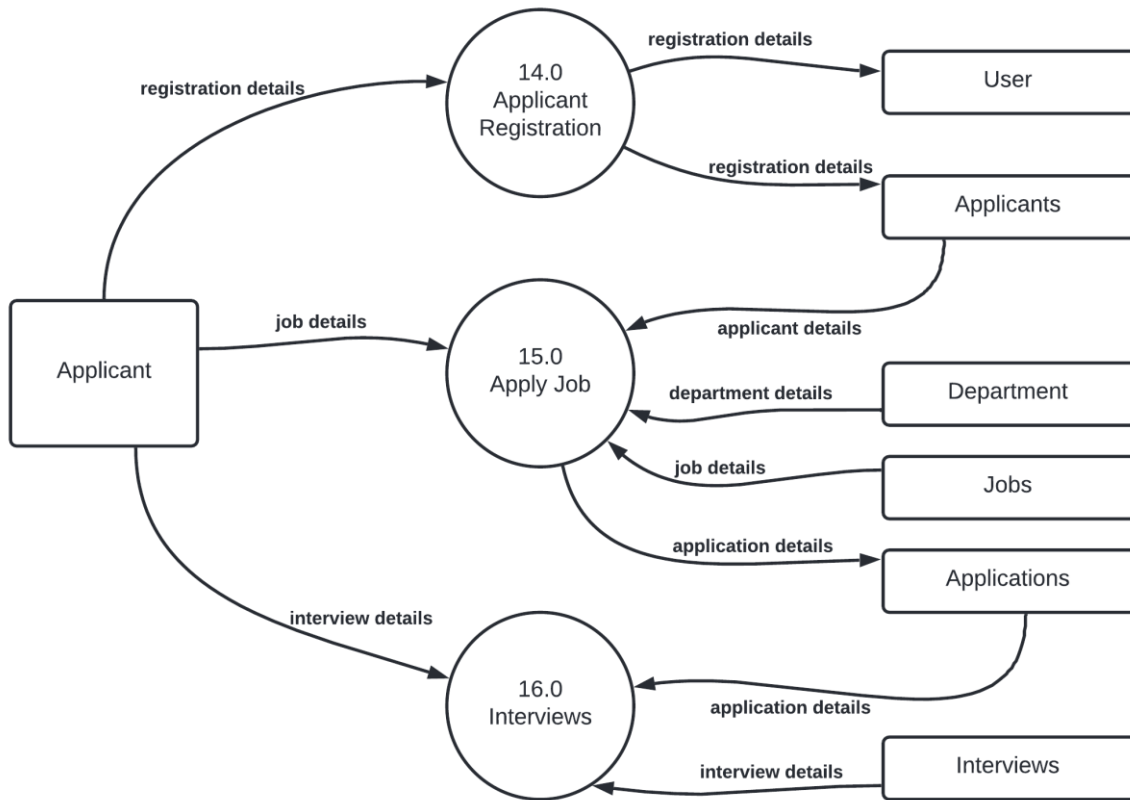 registration details
14.0
Applicant
Registration
registration details
User
registration details
Applicants
applicant details
Applicant
job details
15.0
Apply Job
department details
Department
job details
Jobs
application details
Applications
interview details
16.0
Interviews
application details
interview details
Interviews